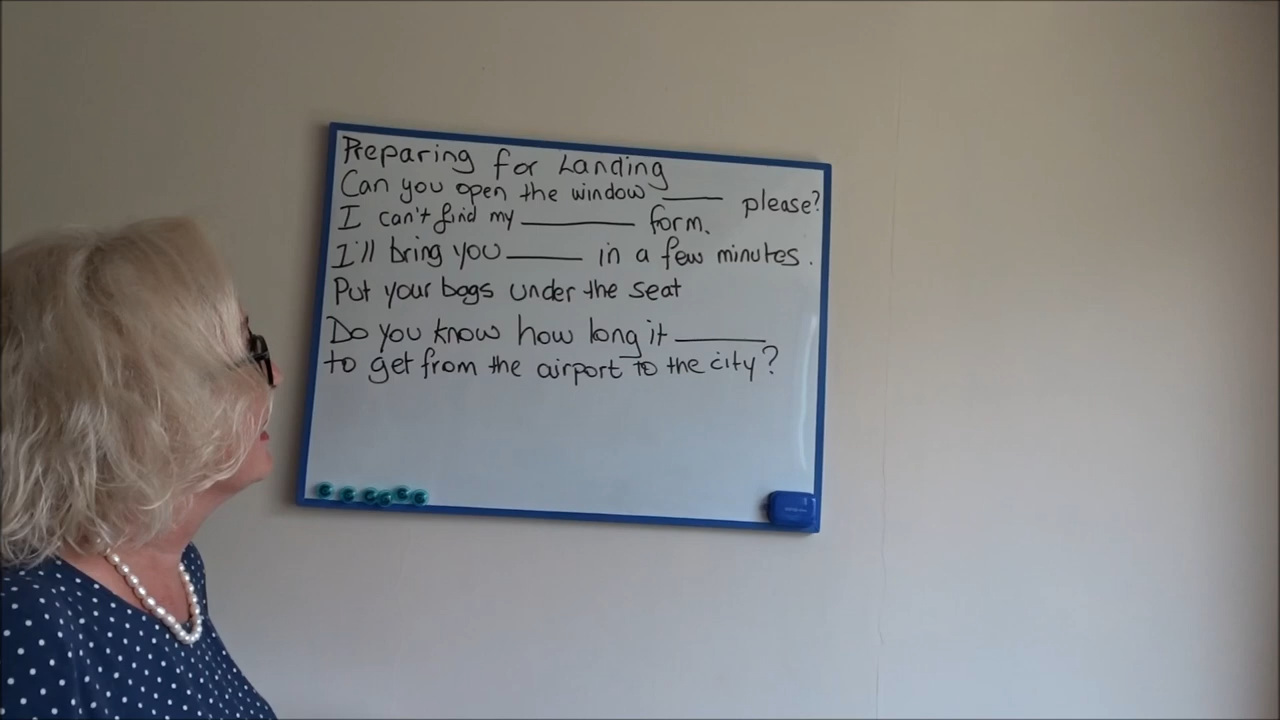 Preparing for Landing
Can you open the window ____ please?
I can't find my ________ form.
I'll bring you _____ in a few minutes.
Put your bags under the seat
Do you know how long it ______
to get from the airport to the city?